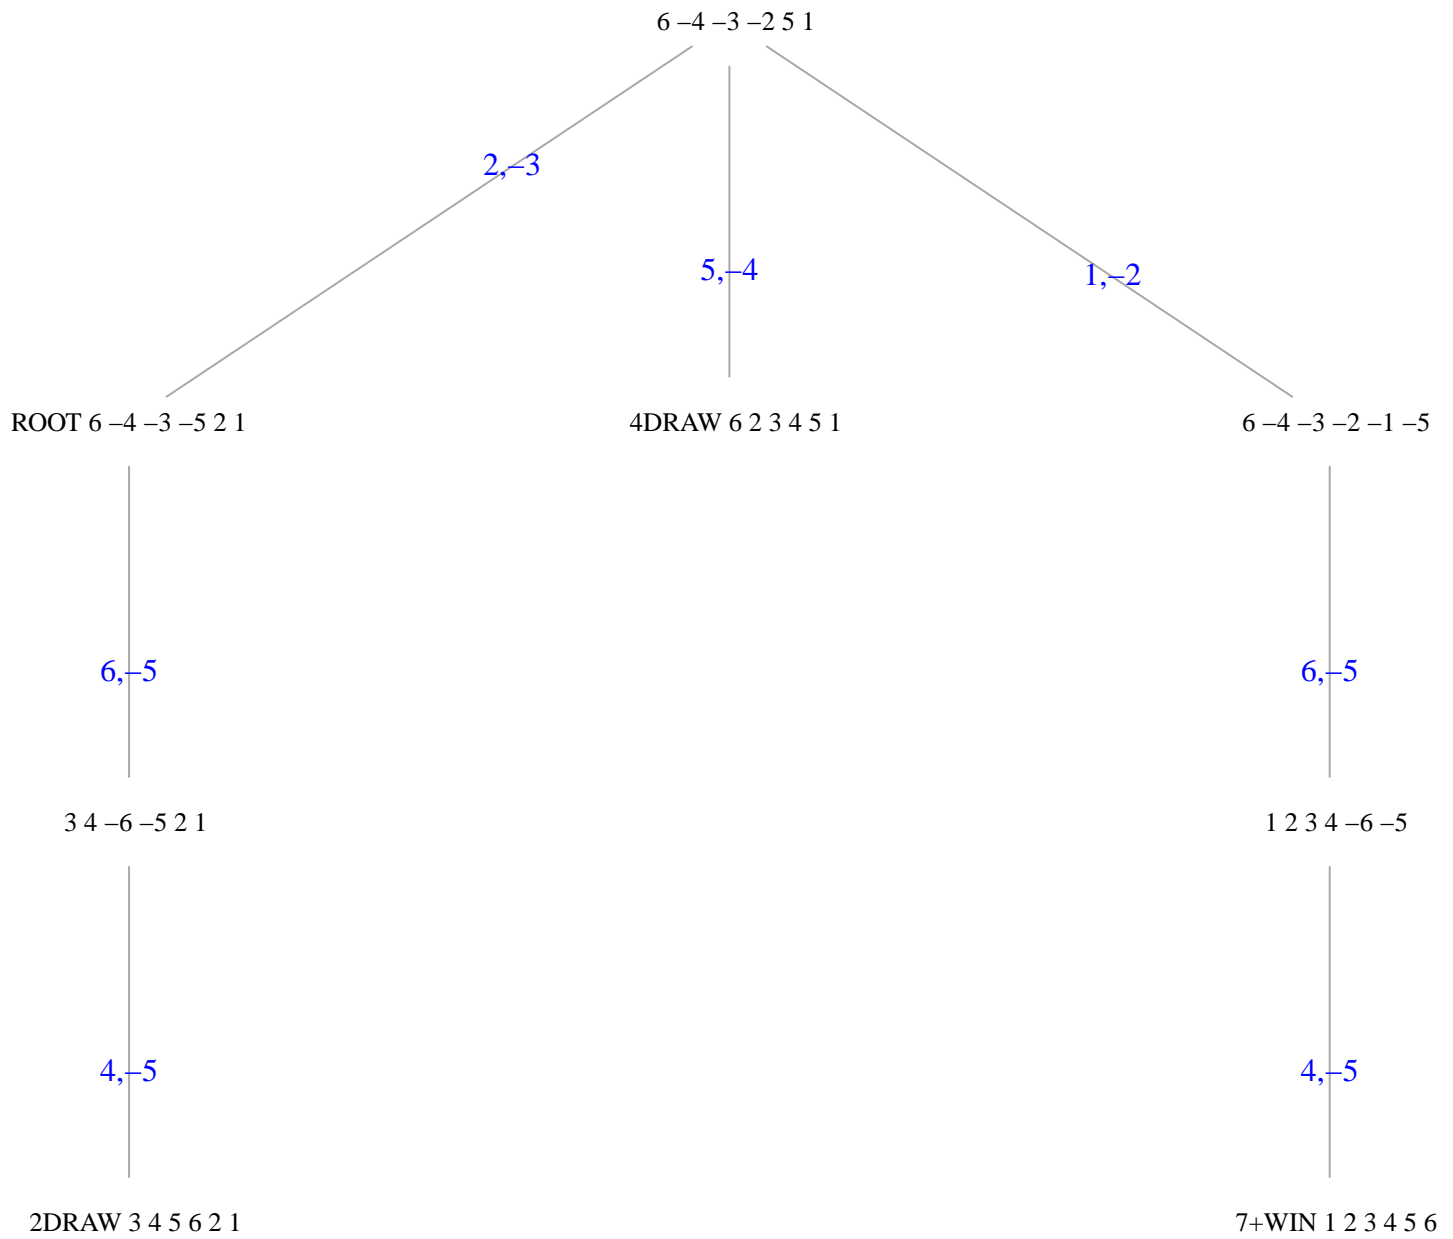 6 –4 –3 –2 5 1
2,–3
5,–4
1,–2
ROOT 6 –4 –3 –5 2 1
4DRAW 6 2 3 4 5 1
6 –4 –3 –2 –1 –5
6,–5
6,–5
3 4 –6 –5 2 1
1 2 3 4 –6 –5
4,–5
4,–5
2DRAW 3 4 5 6 2 1
7+WIN 1 2 3 4 5 6